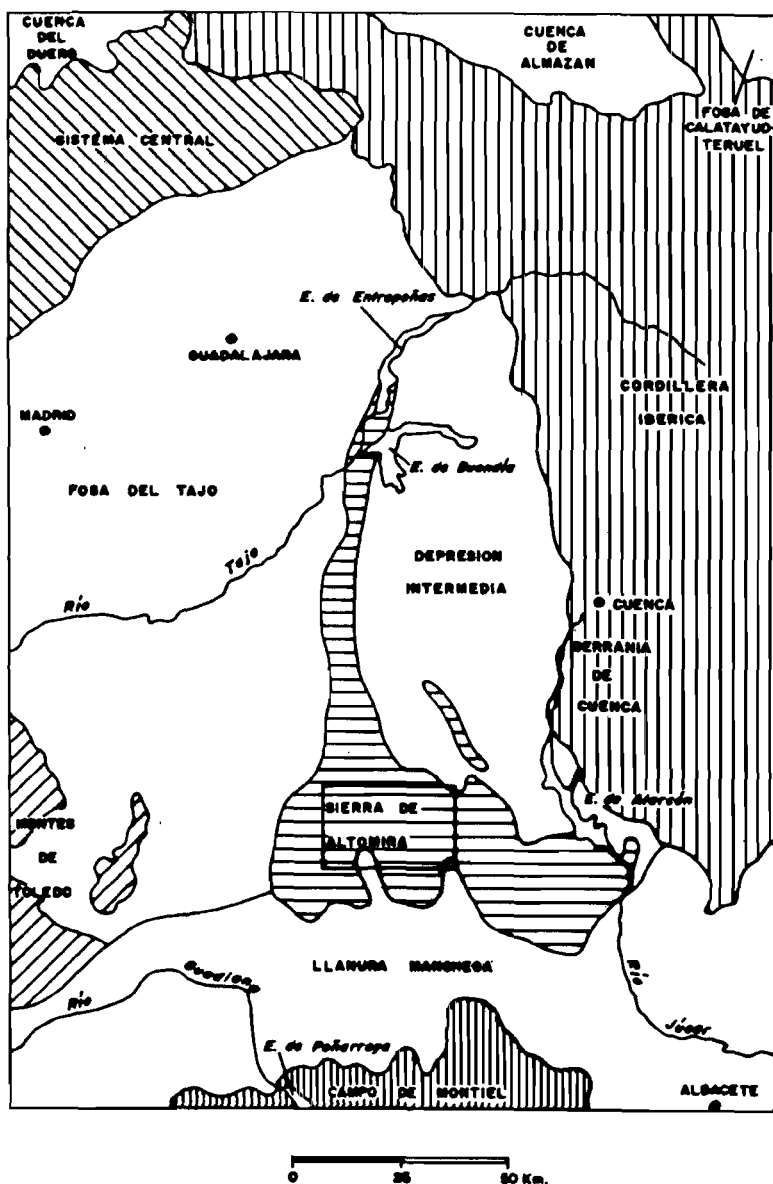 CUENCA
DEL
DUERO
CUENCA
DE
ALMAZAN
FOSA DE
CALATAYUD-
TERUEL
SISTEMA CENTRAL
E. de Entrepeñas
GUADALAJARA
CORDILLERA
IBERICA
MADRID
E. de Buendía
FOSA DEL TAJO
DEPRESION
INTERMEDIA
Río Tajo
CUENCA
SERRANIA
DE
CUENCA
E. de Alarcón
SIERRA DE
ALTOMIRA
MONTES
DE
TOLEDO
LLANURA MANCHEGA
Río Guadiana
Río Júcar
E. de Peñarroya
CAMPO DE MONTIEL
ALBACETE
0 25 50 Km.